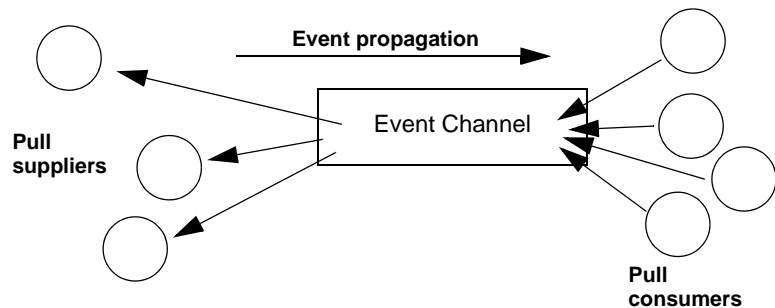 Event propagation
Event Channel
Pull
suppliers
Pull
consumers